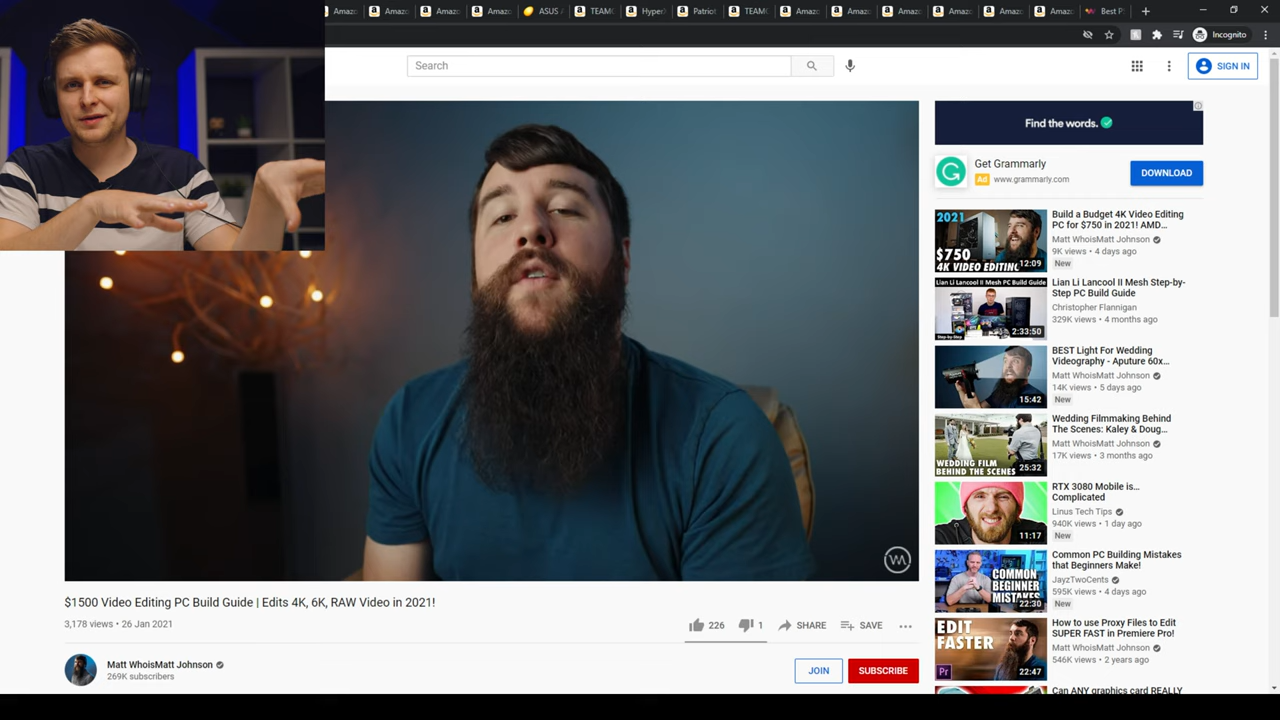 Amazo
Amazo
Amazo
Amazo
ASUS
TEAMG
HyperX
Patriot
TEAMG
Amazo
Amazo
Amazo
Amazo
Amazo
Amazo
Best P
Incognito
Search
SIGN IN
Find the words.
Get Grammarly
Ad www.grammarly.com
DOWNLOAD
2021
$750
4K VIDEO EDITING
12:09
Build a Budget 4K Video Editing
PC for $750 in 2021! AMD...
Matt WhoisMatt Johnson
9K views • 4 days ago
New
Lian Li Lancool II Mesh PC Build Guide
Step-by-Step
2:33:50
Lian Li Lancool II Mesh Step-by-
Step PC Build Guide
Christopher Flannigan
329K views • 4 months ago
15:42
BEST Light For Wedding
Videography - Aputure 60x...
Matt WhoisMatt Johnson
14K views • 5 days ago
New
WEDDING FILM
BEHIND THE SCENES
25:32
Wedding Filmmaking Behind
The Scenes: Kaley & Doug...
Matt WhoisMatt Johnson
17K views • 3 months ago
11:17
RTX 3080 Mobile is...
Complicated
Linus Tech Tips
940K views • 1 day ago
New
COMMON
BEGINNER
MISTAKES
22:30
Common PC Building Mistakes
that Beginners Make!
JayzTwoCents
595K views • 4 days ago
New
EDIT
FASTER
Pr
22:47
How to use Proxy Files to Edit
SUPER FAST in Premiere Pro!
Matt WhoisMatt Johnson
546K views • 2 years ago
Can ANY graphics card REALLY
$1500 Video Editing PC Build Guide | Edits 4K, 6K, RAW Video in 2021!
3,178 views • 26 Jan 2021
226
1
SHARE
SAVE
Matt WhoisMatt Johnson
269K subscribers
JOIN
SUBSCRIBE